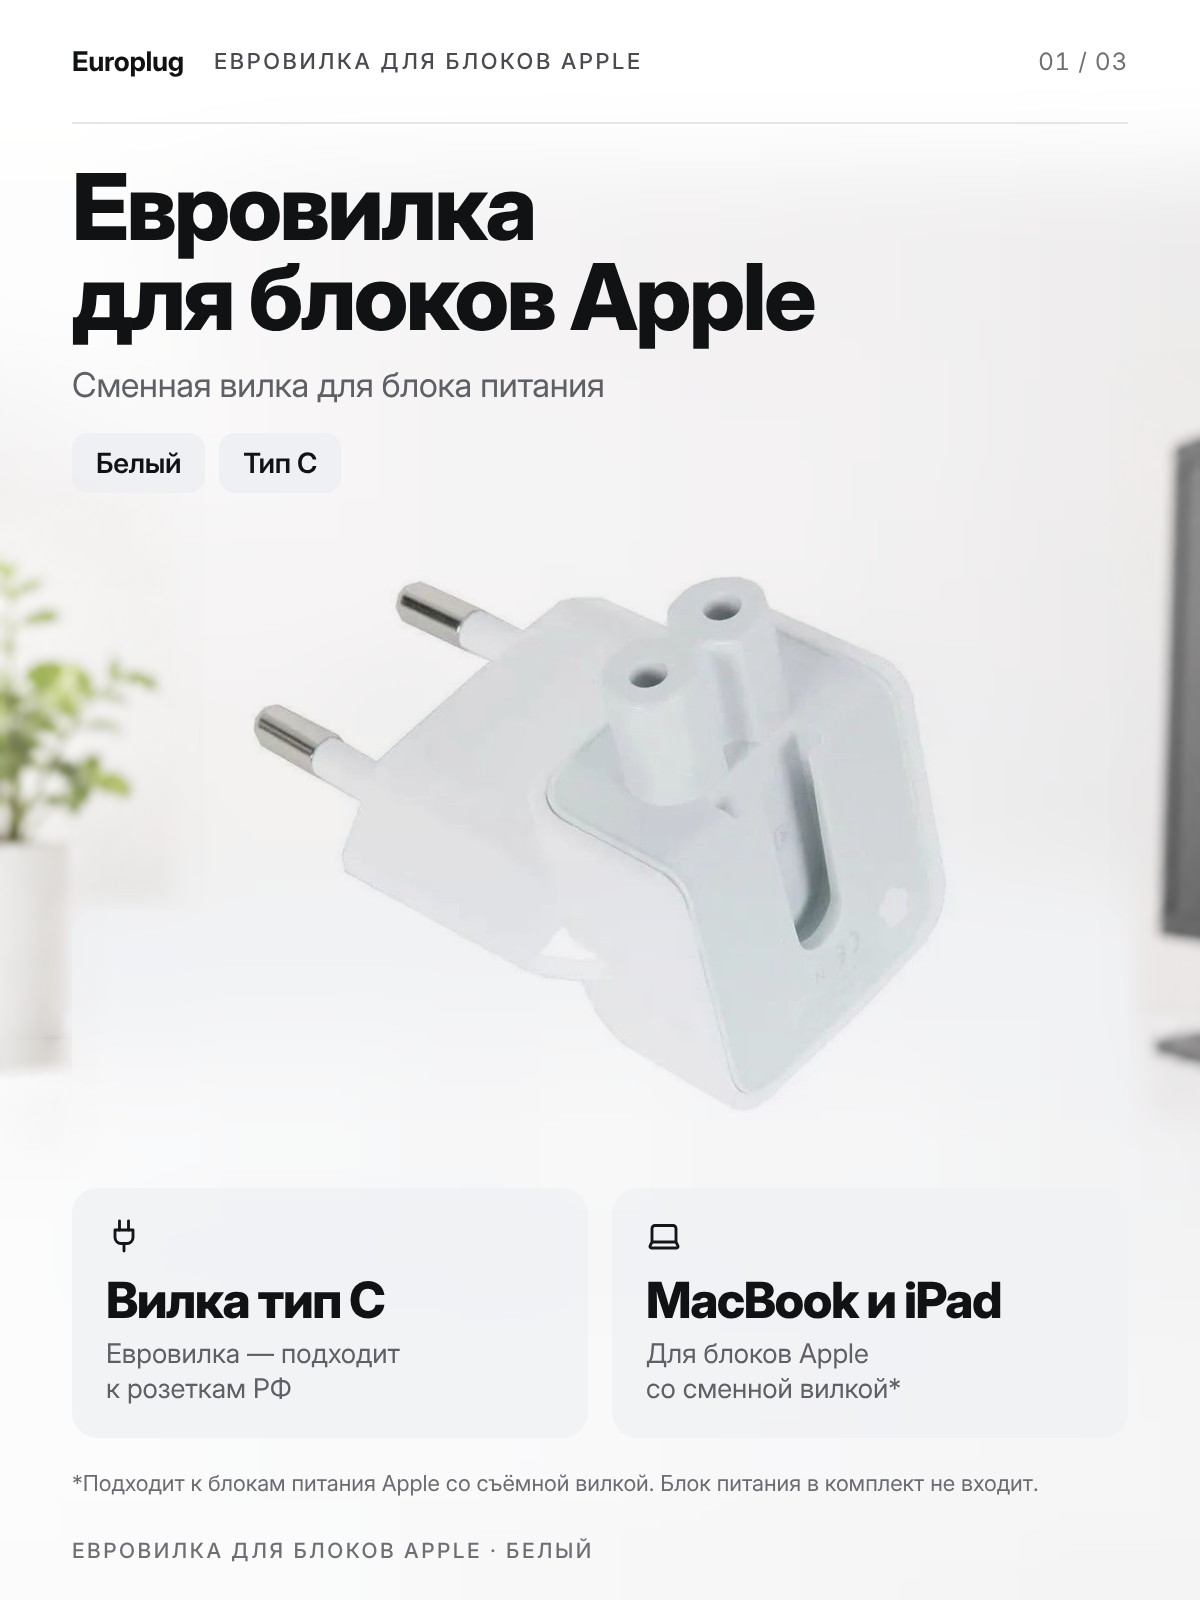 Europlug ЕВРОВИЛКА ДЛЯ БЛОКОВ APPLE 01 / 03
Евровилка
для блоков Apple
Сменная вилка для блока питания
Белый Тип C
Вилка тип C
Евровилка — подходит
к розеткам РФ
MacBook и iPad
Для блоков Apple
со сменной вилкой*
*Подходит к блокам питания Apple со съёмной вилкой. Блок питания в комплект не входит.
ЕВРОВИЛКА ДЛЯ БЛОКОВ APPLE · БЕЛЫЙ